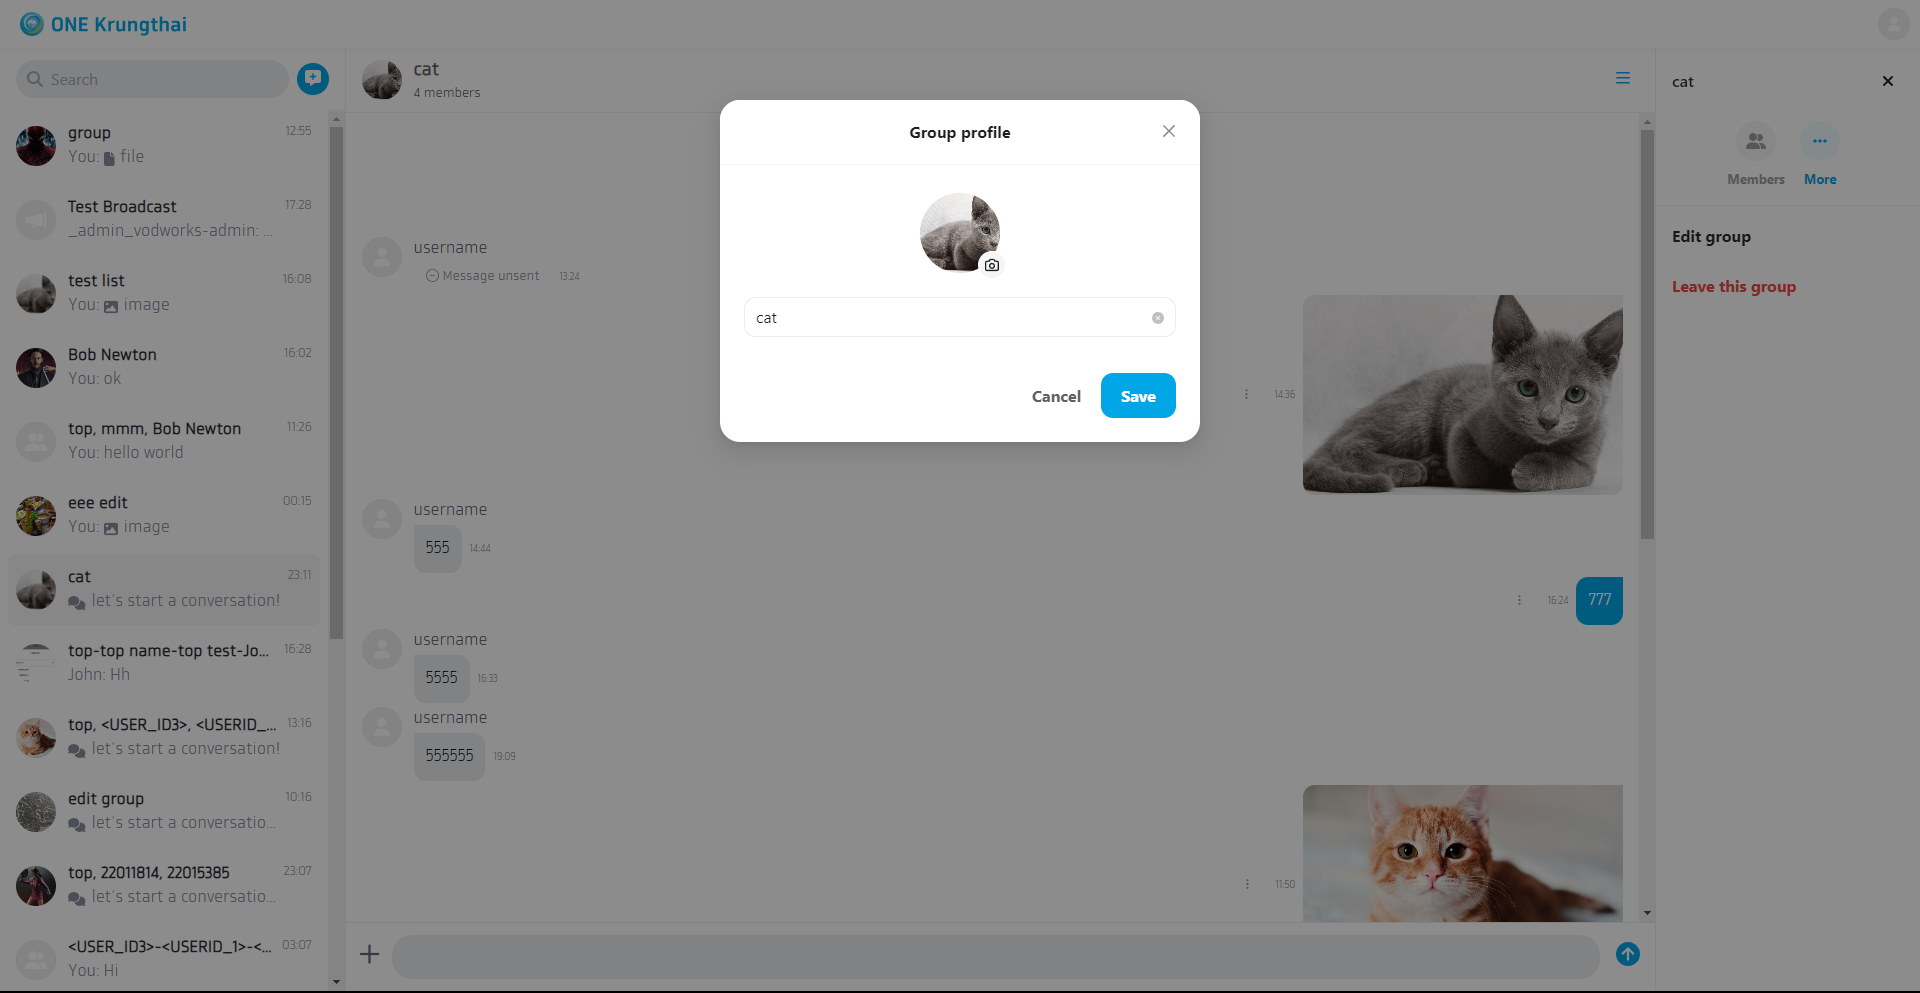 ONE Krungthai
Search
group 12:55
You: file
Test Broadcast 17:28
_admin_vodworks-admin: ...
test list 16:08
You: image
Bob Newton 16:02
You: ok
top, mmm, Bob Newton 11:26
You: hello world
eee edit 00:15
You: image
cat 23:11
let's start a conversation!
top-top name-top test-Jo... 16:28
John: Hh
top, <USER_ID3>, <USERID_... 13:16
let's start a conversation!
edit group 10:16
let's start a conversatio...
top, 22011814, 22015385 23:07
let's start a conversatio...
<USER_ID3>-<USERID_1>-<... 03:07
You: Hi
cat
4 members
username
Message unsent 13:24
14:36
username
555 14:44
16:24 777
username
5555 16:33
username
555555 19:09
11:50
Group profile
cat
Cancel Save
cat
Members More
Edit group
Leave this group